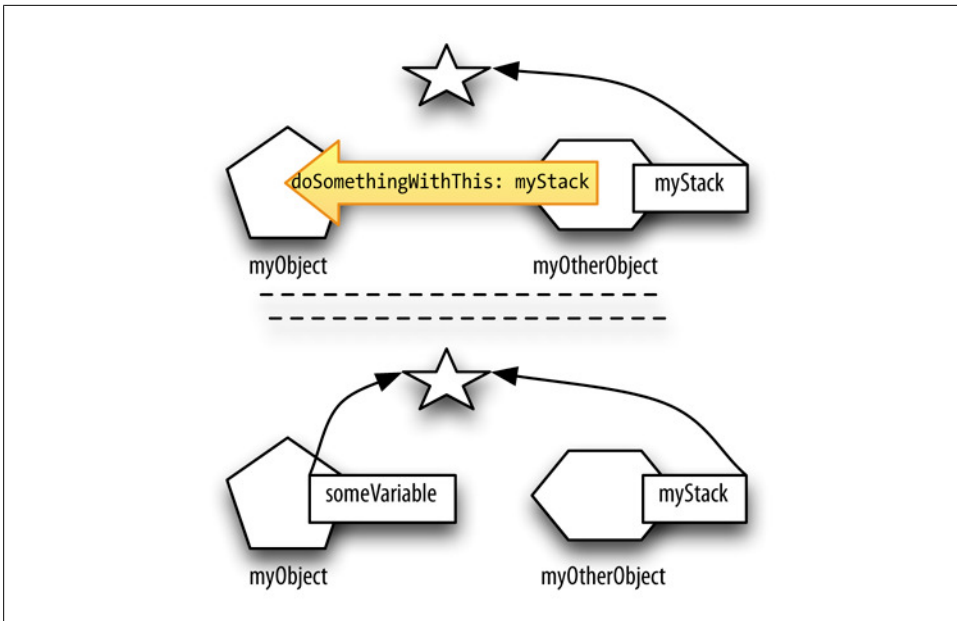 doSomethingWithThis: myStack
myStack
myObject
myOtherObject
someVariable
myStack
myObject
myOtherObject